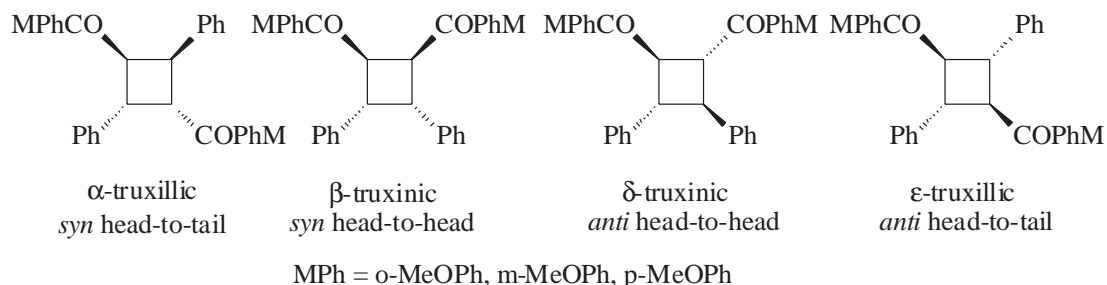 MPhCO Ph MPhCO COPhM MPhCO COPhM MPhCO Ph
Ph COPhM Ph Ph Ph Ph Ph COPhM
α-truxillic β-truxinic δ-truxinic ε-truxillic
syn head-to-tail syn head-to-head anti head-to-head anti head-to-tail
MPh = o-MeOPh, m-MeOPh, p-MeOPh